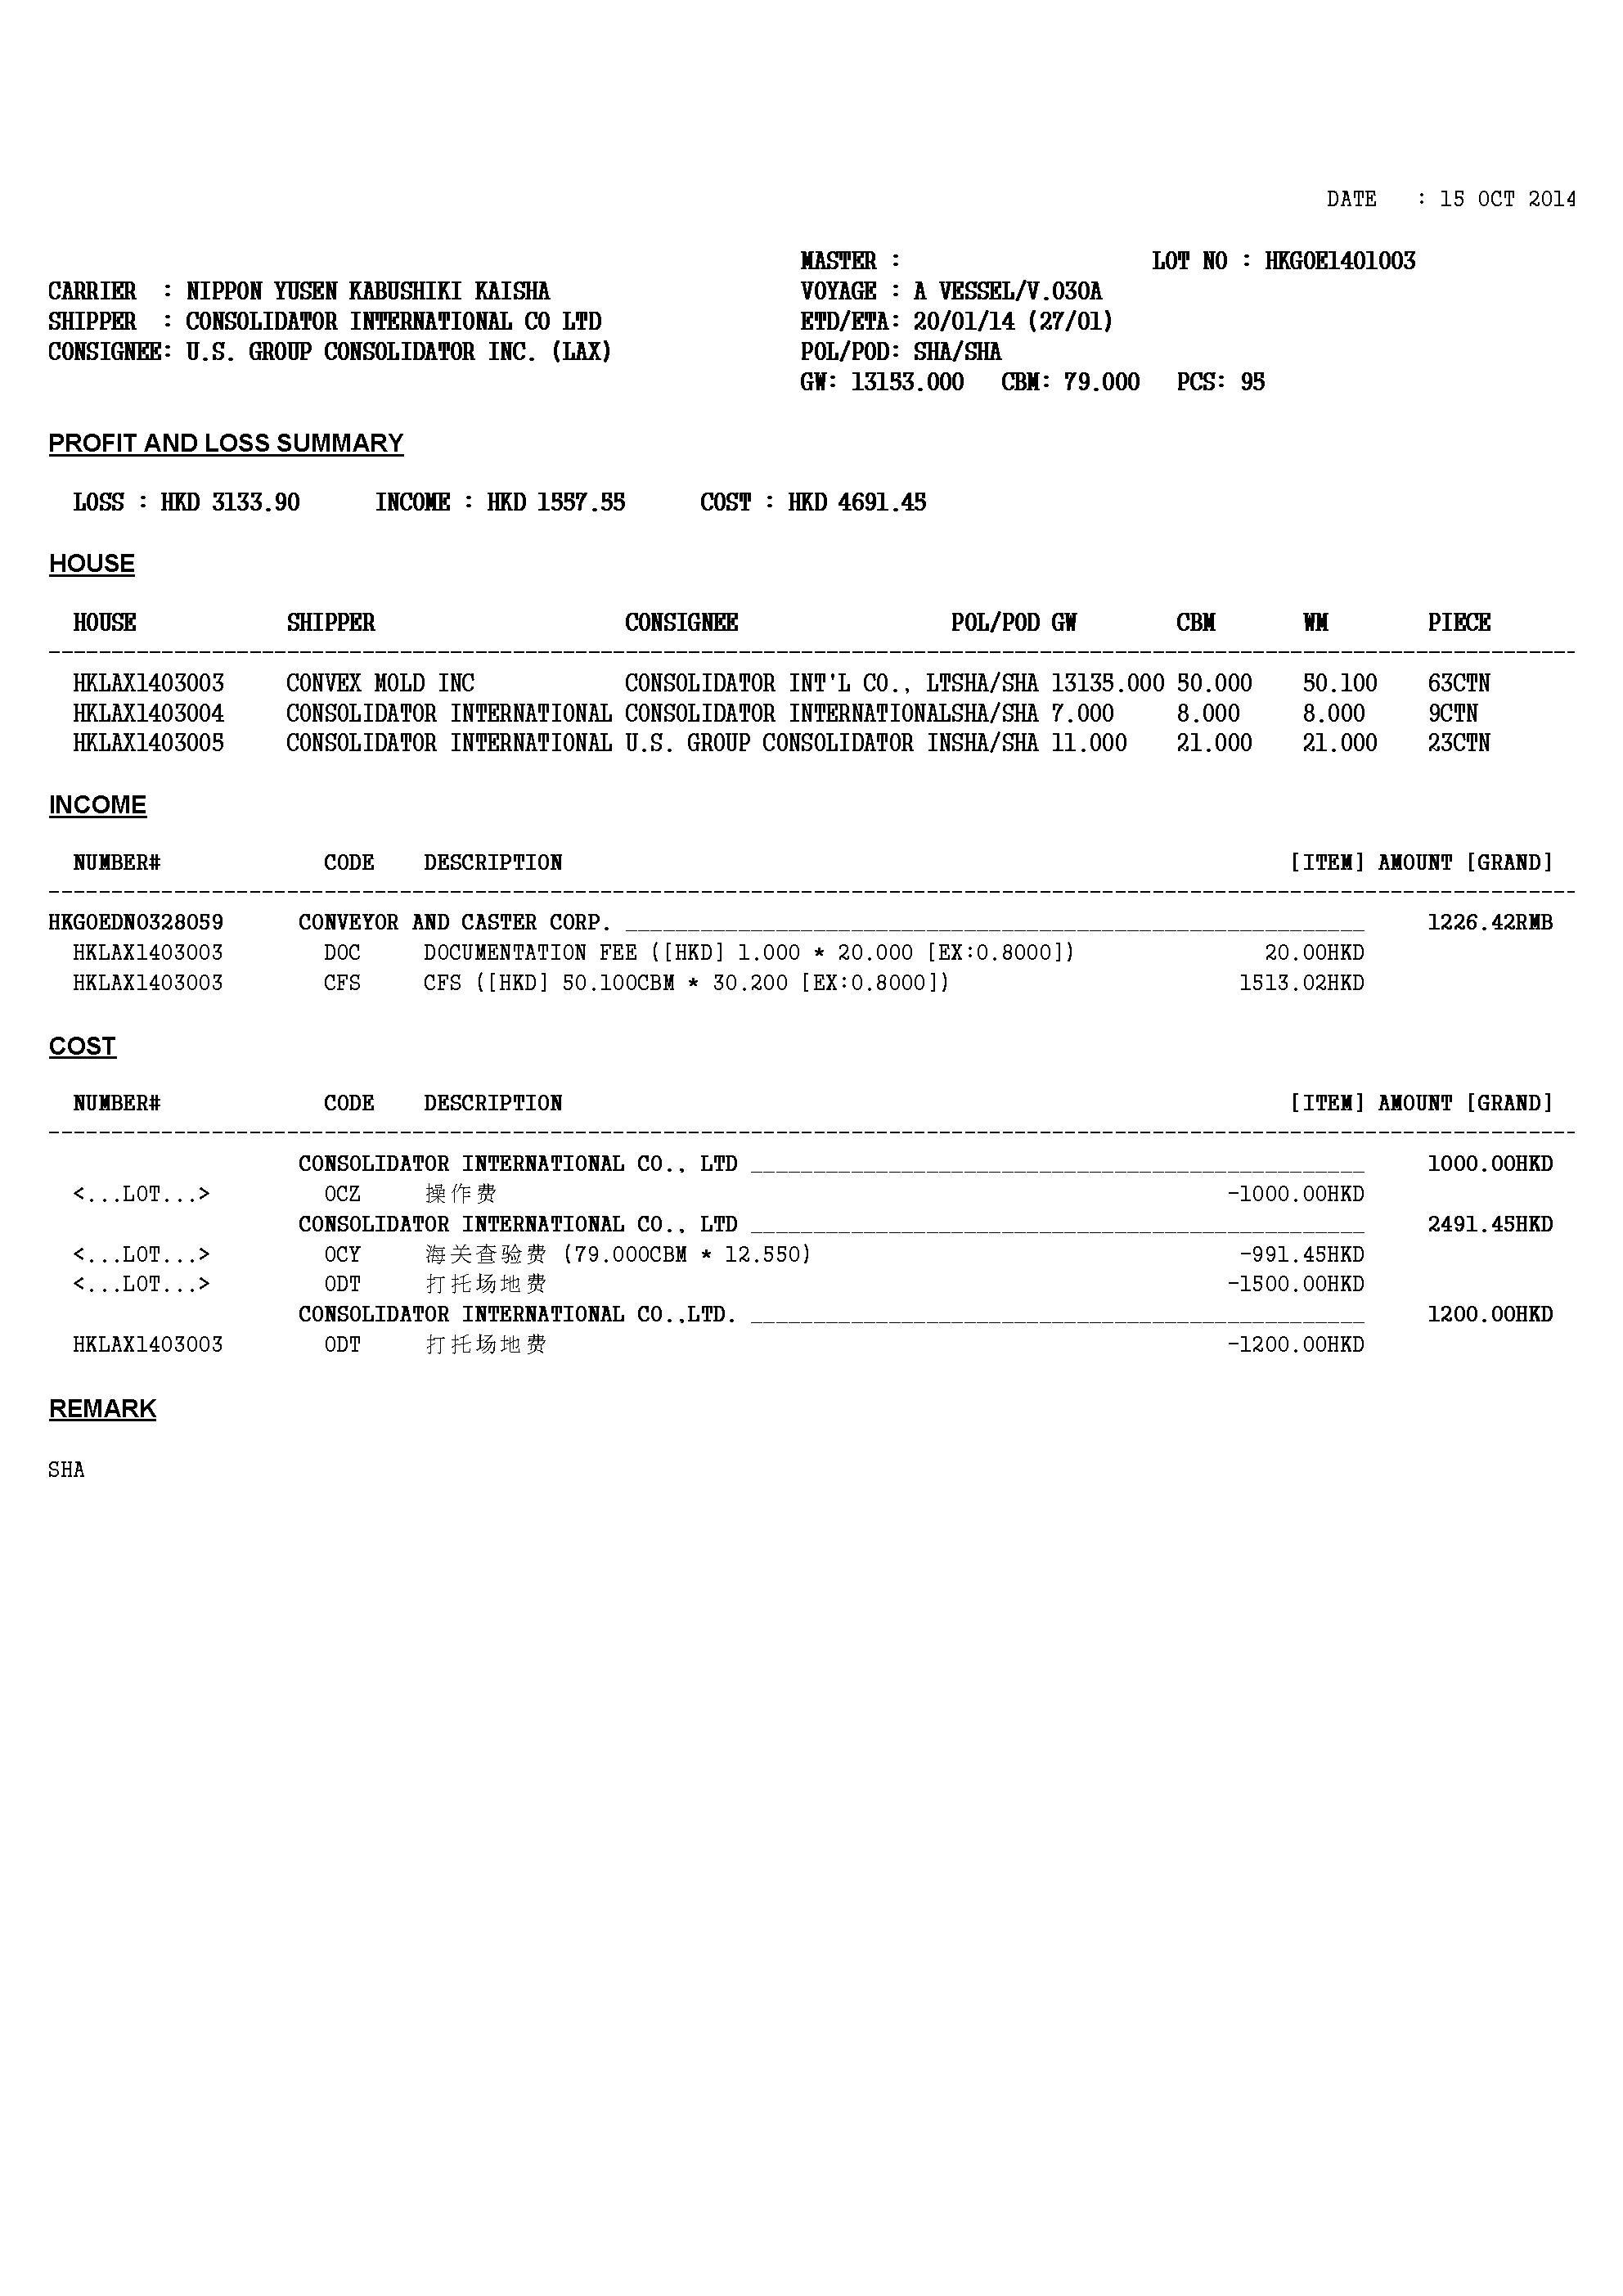 DATE : 15 OCT 2014
MASTER : LOT NO : HKGOE1401003
CARRIER : NIPPON YUSEN KABUSHIKI KAISHA VOYAGE : A VESSEL/V.030A
SHIPPER : CONSOLIDATOR INTERNATIONAL CO LTD ETD/ETA: 20/01/14 (27/01)
CONSIGNEE: U.S. GROUP CONSOLIDATOR INC. (LAX) POL/POD: SHA/SHA
GW: 13153.000 CBM: 79.000 PCS: 95
PROFIT AND LOSS SUMMARY
LOSS : HKD 3133.90 INCOME : HKD 1557.55 COST : HKD 4691.45
HOUSE
HOUSE SHIPPER CONSIGNEE POL/POD GW CBM WM PIECE
HKLAX1403003 CONVEX MOLD INC CONSOLIDATOR INT'L CO., LTSHA/SHA 13135.000 50.000 50.100 63CTN
HKLAX1403004 CONSOLIDATOR INTERNATIONAL CONSOLIDATOR INTERNATIONALSHA/SHA 7.000 8.000 8.000 9CTN
HKLAX1403005 CONSOLIDATOR INTERNATIONAL U.S. GROUP CONSOLIDATOR INSHA/SHA 11.000 21.000 21.000 23CTN
INCOME
NUMBER# CODE DESCRIPTION [ITEM] AMOUNT [GRAND]
HKGOEDN0328059 CONVEYOR AND CASTER CORP. 1226.42RMB
HKLAX1403003 DOC DOCUMENTATION FEE ([HKD] 1.000 * 20.000 [EX:0.8000]) 20.00HKD
HKLAX1403003 CFS CFS ([HKD] 50.100CBM * 30.200 [EX:0.8000]) 1513.02HKD
COST
NUMBER# CODE DESCRIPTION [ITEM] AMOUNT [GRAND]
CONSOLIDATOR INTERNATIONAL CO., LTD 1000.00HKD
<...LOT...> OCZ 操作费 -1000.00HKD
CONSOLIDATOR INTERNATIONAL CO., LTD 2491.45HKD
<...LOT...> OCY 海关查验费 (79.000CBM * 12.550) -991.45HKD
<...LOT...> ODT 打托场地费 -1500.00HKD
CONSOLIDATOR INTERNATIONAL CO.,LTD. 1200.00HKD
HKLAX1403003 ODT 打托场地费 -1200.00HKD
REMARK
SHA